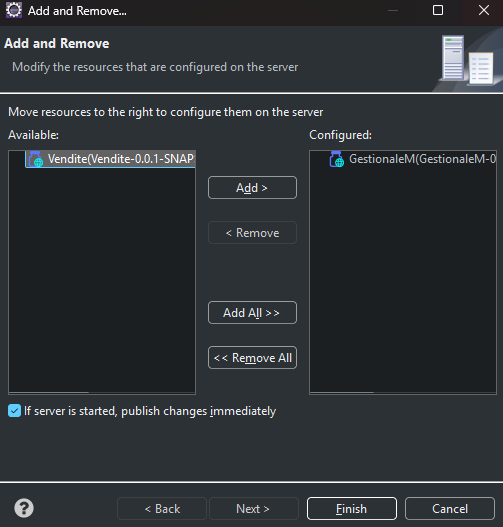 Add and Remove...
Add and Remove
Modify the resources that are configured on the server
Move resources to the right to configure them on the server
Available:
Configured:
Vendite(Vendite-0.0.1-SNAP
GestionaleM(GestionaleM-0
Add >
< Remove
Add All >>
<< Remove All
If server is started, publish changes immediately
?
< Back
Next >
Finish
Cancel